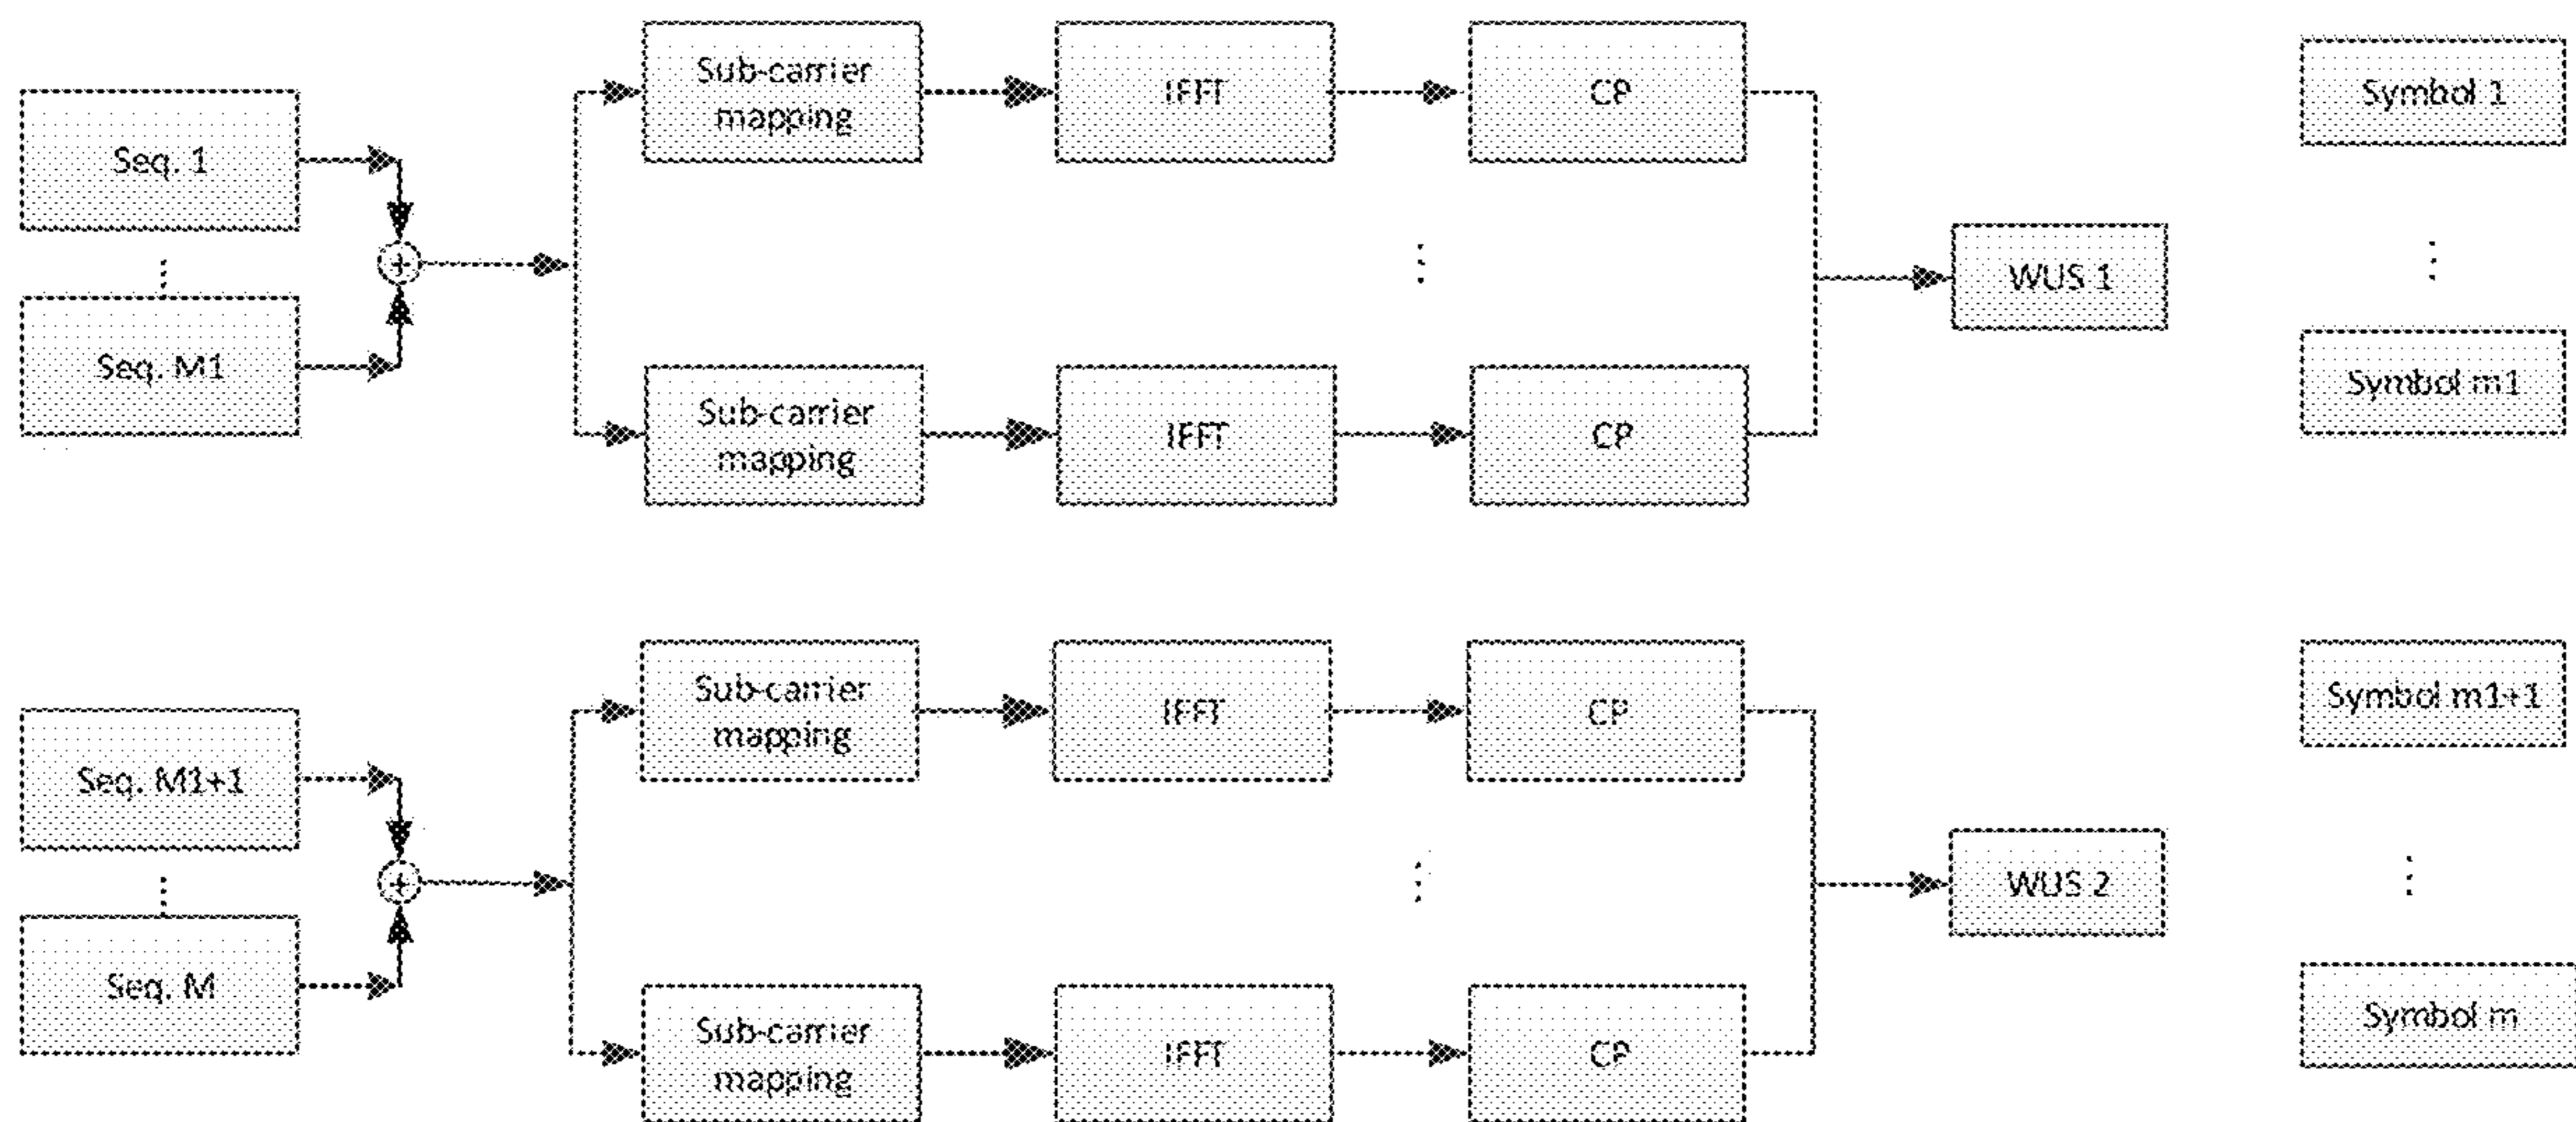 Sub-carrier
mapping
IFFT
CP
Symbol 1
Seq. 1
WUS 1
Seq. M1
Sub-carrier
mapping
IFFT
CP
Symbol m1
Sub-carrier
mapping
IFFT
CP
Symbol m1+1
Seq. M1+1
WUS 2
Seq. M
Sub-carrier
mapping
IFFT
CP
Symbol m